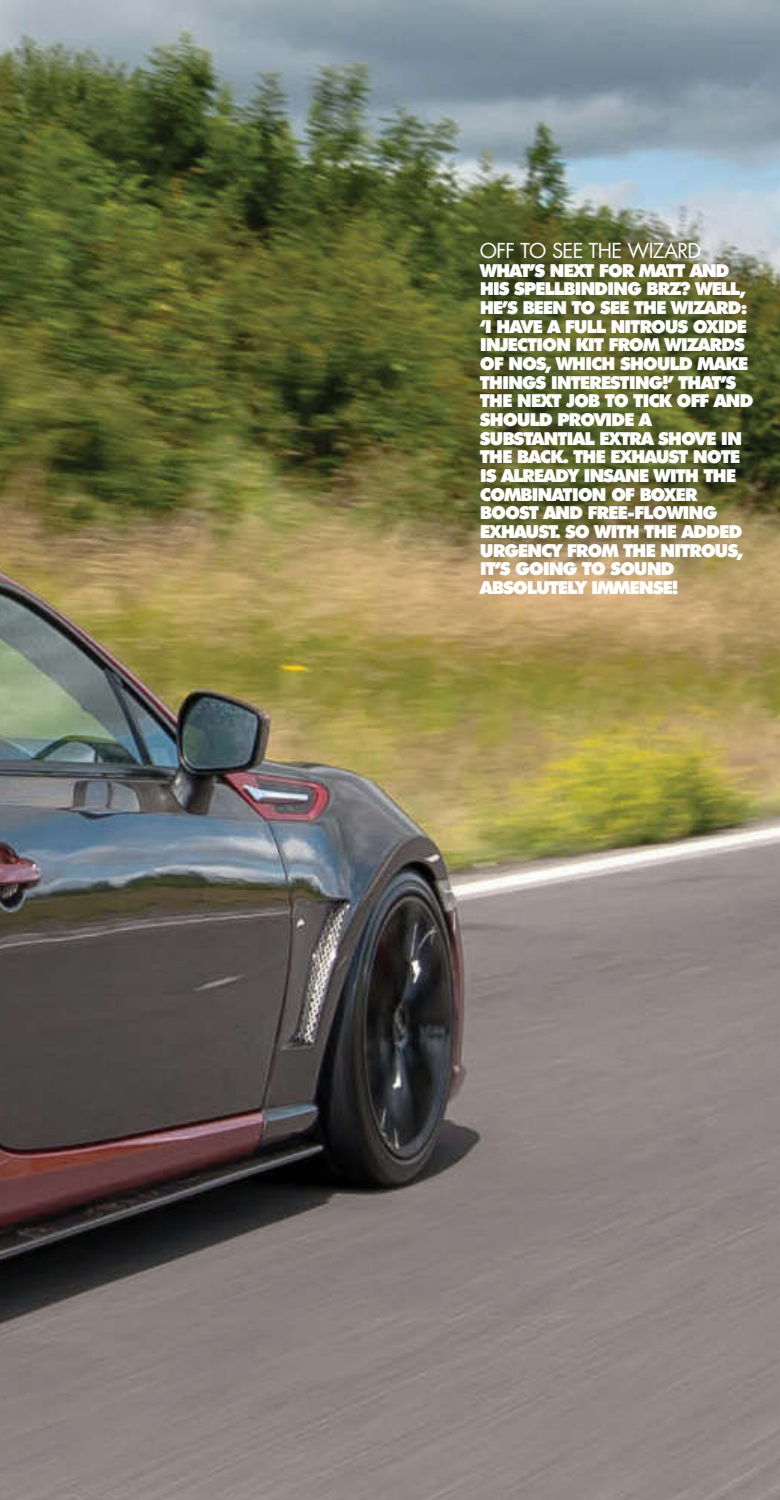 OFF TO SEE THE WIZARD
WHAT'S NEXT FOR MATT AND
HIS SPELLBINDING BRZ? WELL,
HE'S BEEN TO SEE THE WIZARD:
'I HAVE A FULL NITROUS OXIDE
INJECTION KIT FROM WIZARDS
OF NOS, WHICH SHOULD MAKE
THINGS INTERESTING!' THAT'S
THE NEXT JOB TO TICK OFF AND
SHOULD PROVIDE A
SUBSTANTIAL EXTRA SHOVE IN
THE BACK. THE EXHAUST NOTE
IS ALREADY INSANE WITH THE
COMBINATION OF BOXER
BOOST AND FREE-FLOWING
EXHAUST. SO WITH THE ADDED
URGENCY FROM THE NITROUS,
IT'S GOING TO SOUND
ABSOLUTELY IMMENSE!